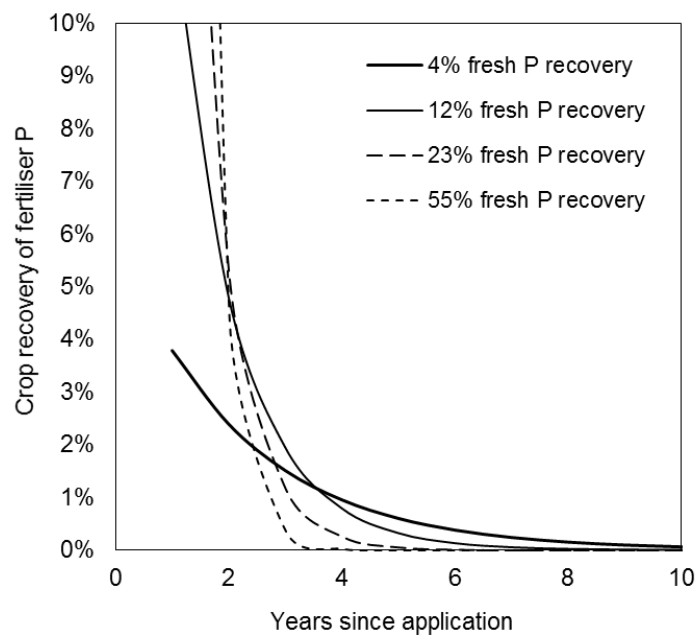 10%
9%
8%
7%
6%
5%
4%
3%
2%
1%
0%
Crop recovery of fertiliser P
4% fresh P recovery
12% fresh P recovery
23% fresh P recovery
55% fresh P recovery
0 2 4 6 8 10
Years since application